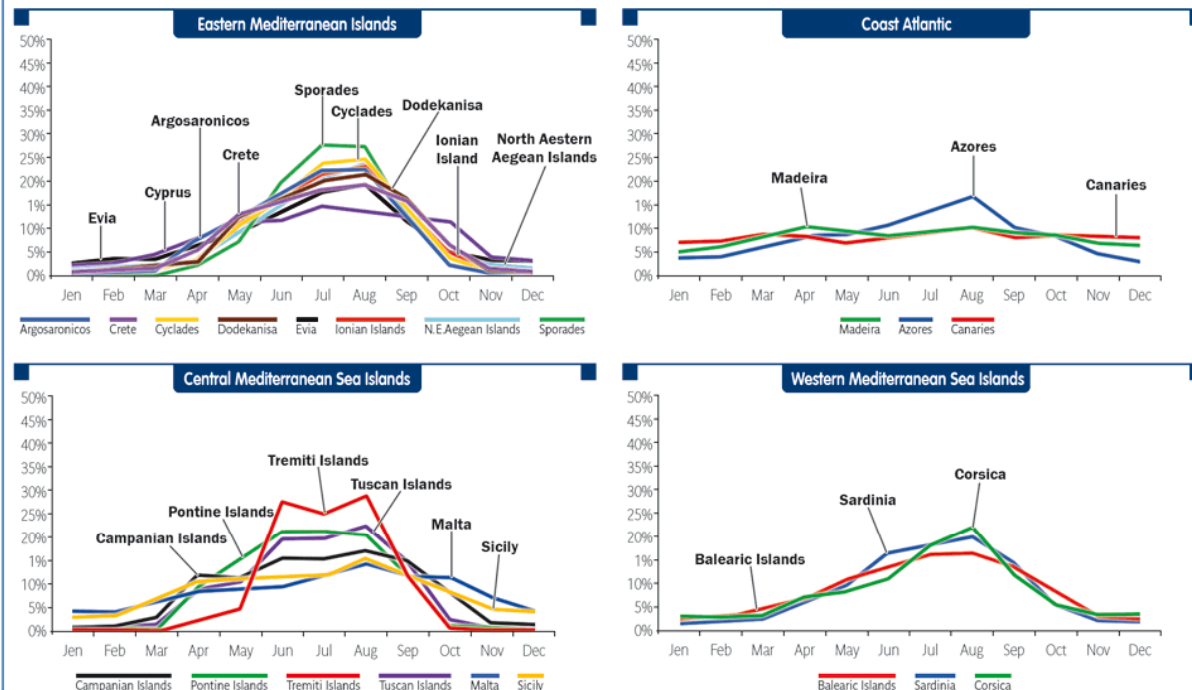 Eastern Mediterranean Islands
50%
45%
40%
35%
30%
25%
20%
1%
10%
5%
0%
Sporades
Cyclades
Dodekanisa
Argosaronicos
Ionian
Island
North Aestern
Aegean Islands
Crete
Cyprus
Evia
Jen Feb Mar Apr May Jun Jul Aug Sep Oct Nov Dec
Argosaronicos Crete Cyclades Dodekanisa Evia Ionian Islands N.E.Aegean Islands Sporades
Coast Atlantic
50%
45%
40%
35%
30%
25%
20%
1%
10%
5%
0%
Azores
Madeira
Canaries
Jen Feb Mar Apr May Jun Jul Aug Sep Oct Nov Dec
Madeira Azores Canaries
Central Mediterranean Sea Islands
50%
45%
40%
35%
30%
25%
20%
1%
10%
5%
0%
Tremiti Islands
Tuscan Islands
Pontine Islands
Malta
Campanian Islands
Sicily
Jen Feb Mar Apr May Jun Jul Aug Sep Oct Nov Dec
Campanian Islands Pontine Islands Tremiti Islands Tuscan Islands Malta Sicily
Western Mediterranean Sea Islands
50%
45%
40%
35%
30%
25%
20%
1%
10%
5%
0%
Corsica
Sardinia
Balearic Islands
Jen Feb Mar Apr May Jun Jul Aug Sep Oct Nov Dec
Balearic Islands Sardinia Corsica